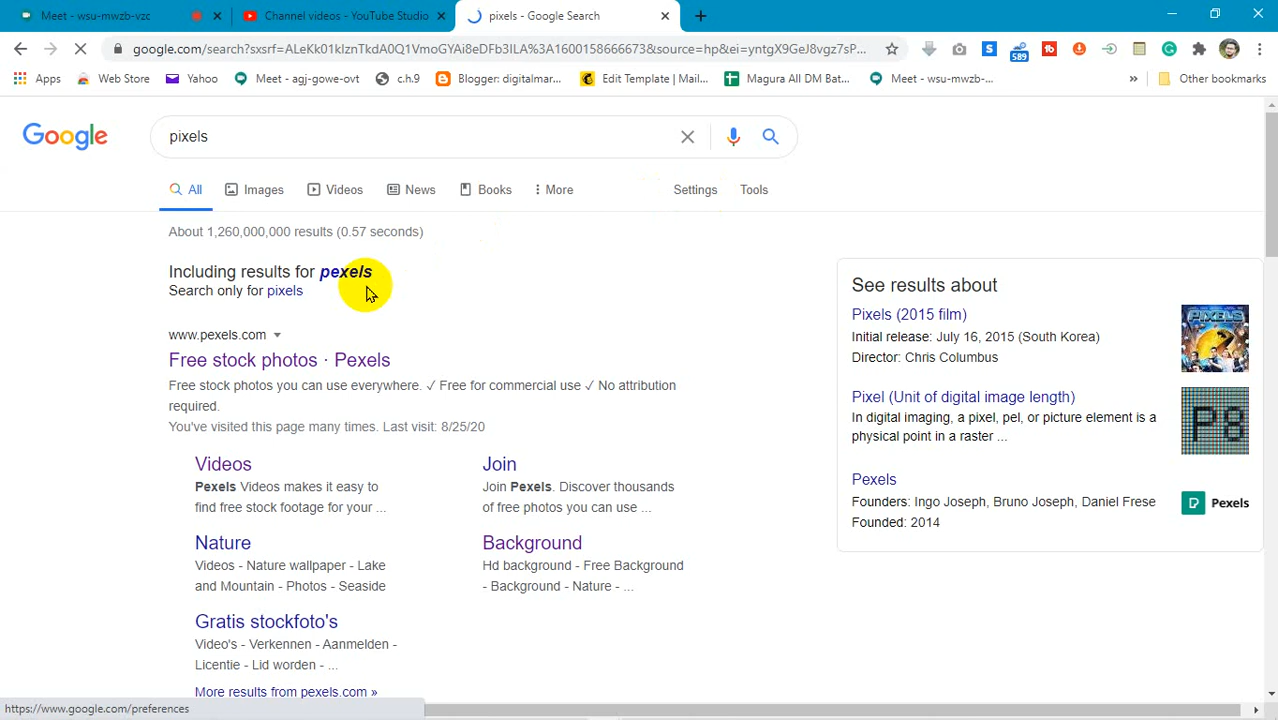 Meet - wsu-mwzb-vzc
Channel videos - YouTube Studio
pixels - Google Search
google.com/search?sxsrf=ALeKk01kIznTkdA0Q1VmoGYAi8eDFb3ILA%3A1600158666673&source=hp&ei=yntgX9GeJ8vgz7sP...
589
Apps
Web Store
Yahoo
Meet - agj-gowe-ovt
c.h.9
Blogger: digitalmar...
Edit Template | Mail...
Magura All DM Bat...
Meet - wsu-mwzb-...
»
Other bookmarks
Google
pixels
All
Images
Videos
News
Books
More
Settings
Tools
About 1,260,000,000 results (0.57 seconds)
Including results for pexels
Search only for pixels
www.pexels.com
Free stock photos · Pexels
Free stock photos you can use everywhere. ✓ Free for commercial use ✓ No attribution
required.
You've visited this page many times. Last visit: 8/25/20
Videos
Pexels Videos makes it easy to
find free stock footage for your ...
Join
Join Pexels. Discover thousands
of free photos you can use ...
Nature
Videos - Nature wallpaper - Lake
and Mountain - Photos - Seaside
Background
Hd background - Free Background
- Background - Nature - ...
Gratis stockfoto's
Video's - Verkennen - Aanmelden -
Licentie - Lid worden - ...
More results from pexels.com »
See results about
Pixels (2015 film)
Initial release: July 16, 2015 (South Korea)
Director: Chris Columbus
PIXELS
Pixel (Unit of digital image length)
In digital imaging, a pixel, pel, or picture element is a
physical point in a raster ...
P8
Pexels
Founders: Ingo Joseph, Bruno Joseph, Daniel Frese
Founded: 2014
Pexels
https://www.google.com/preferences